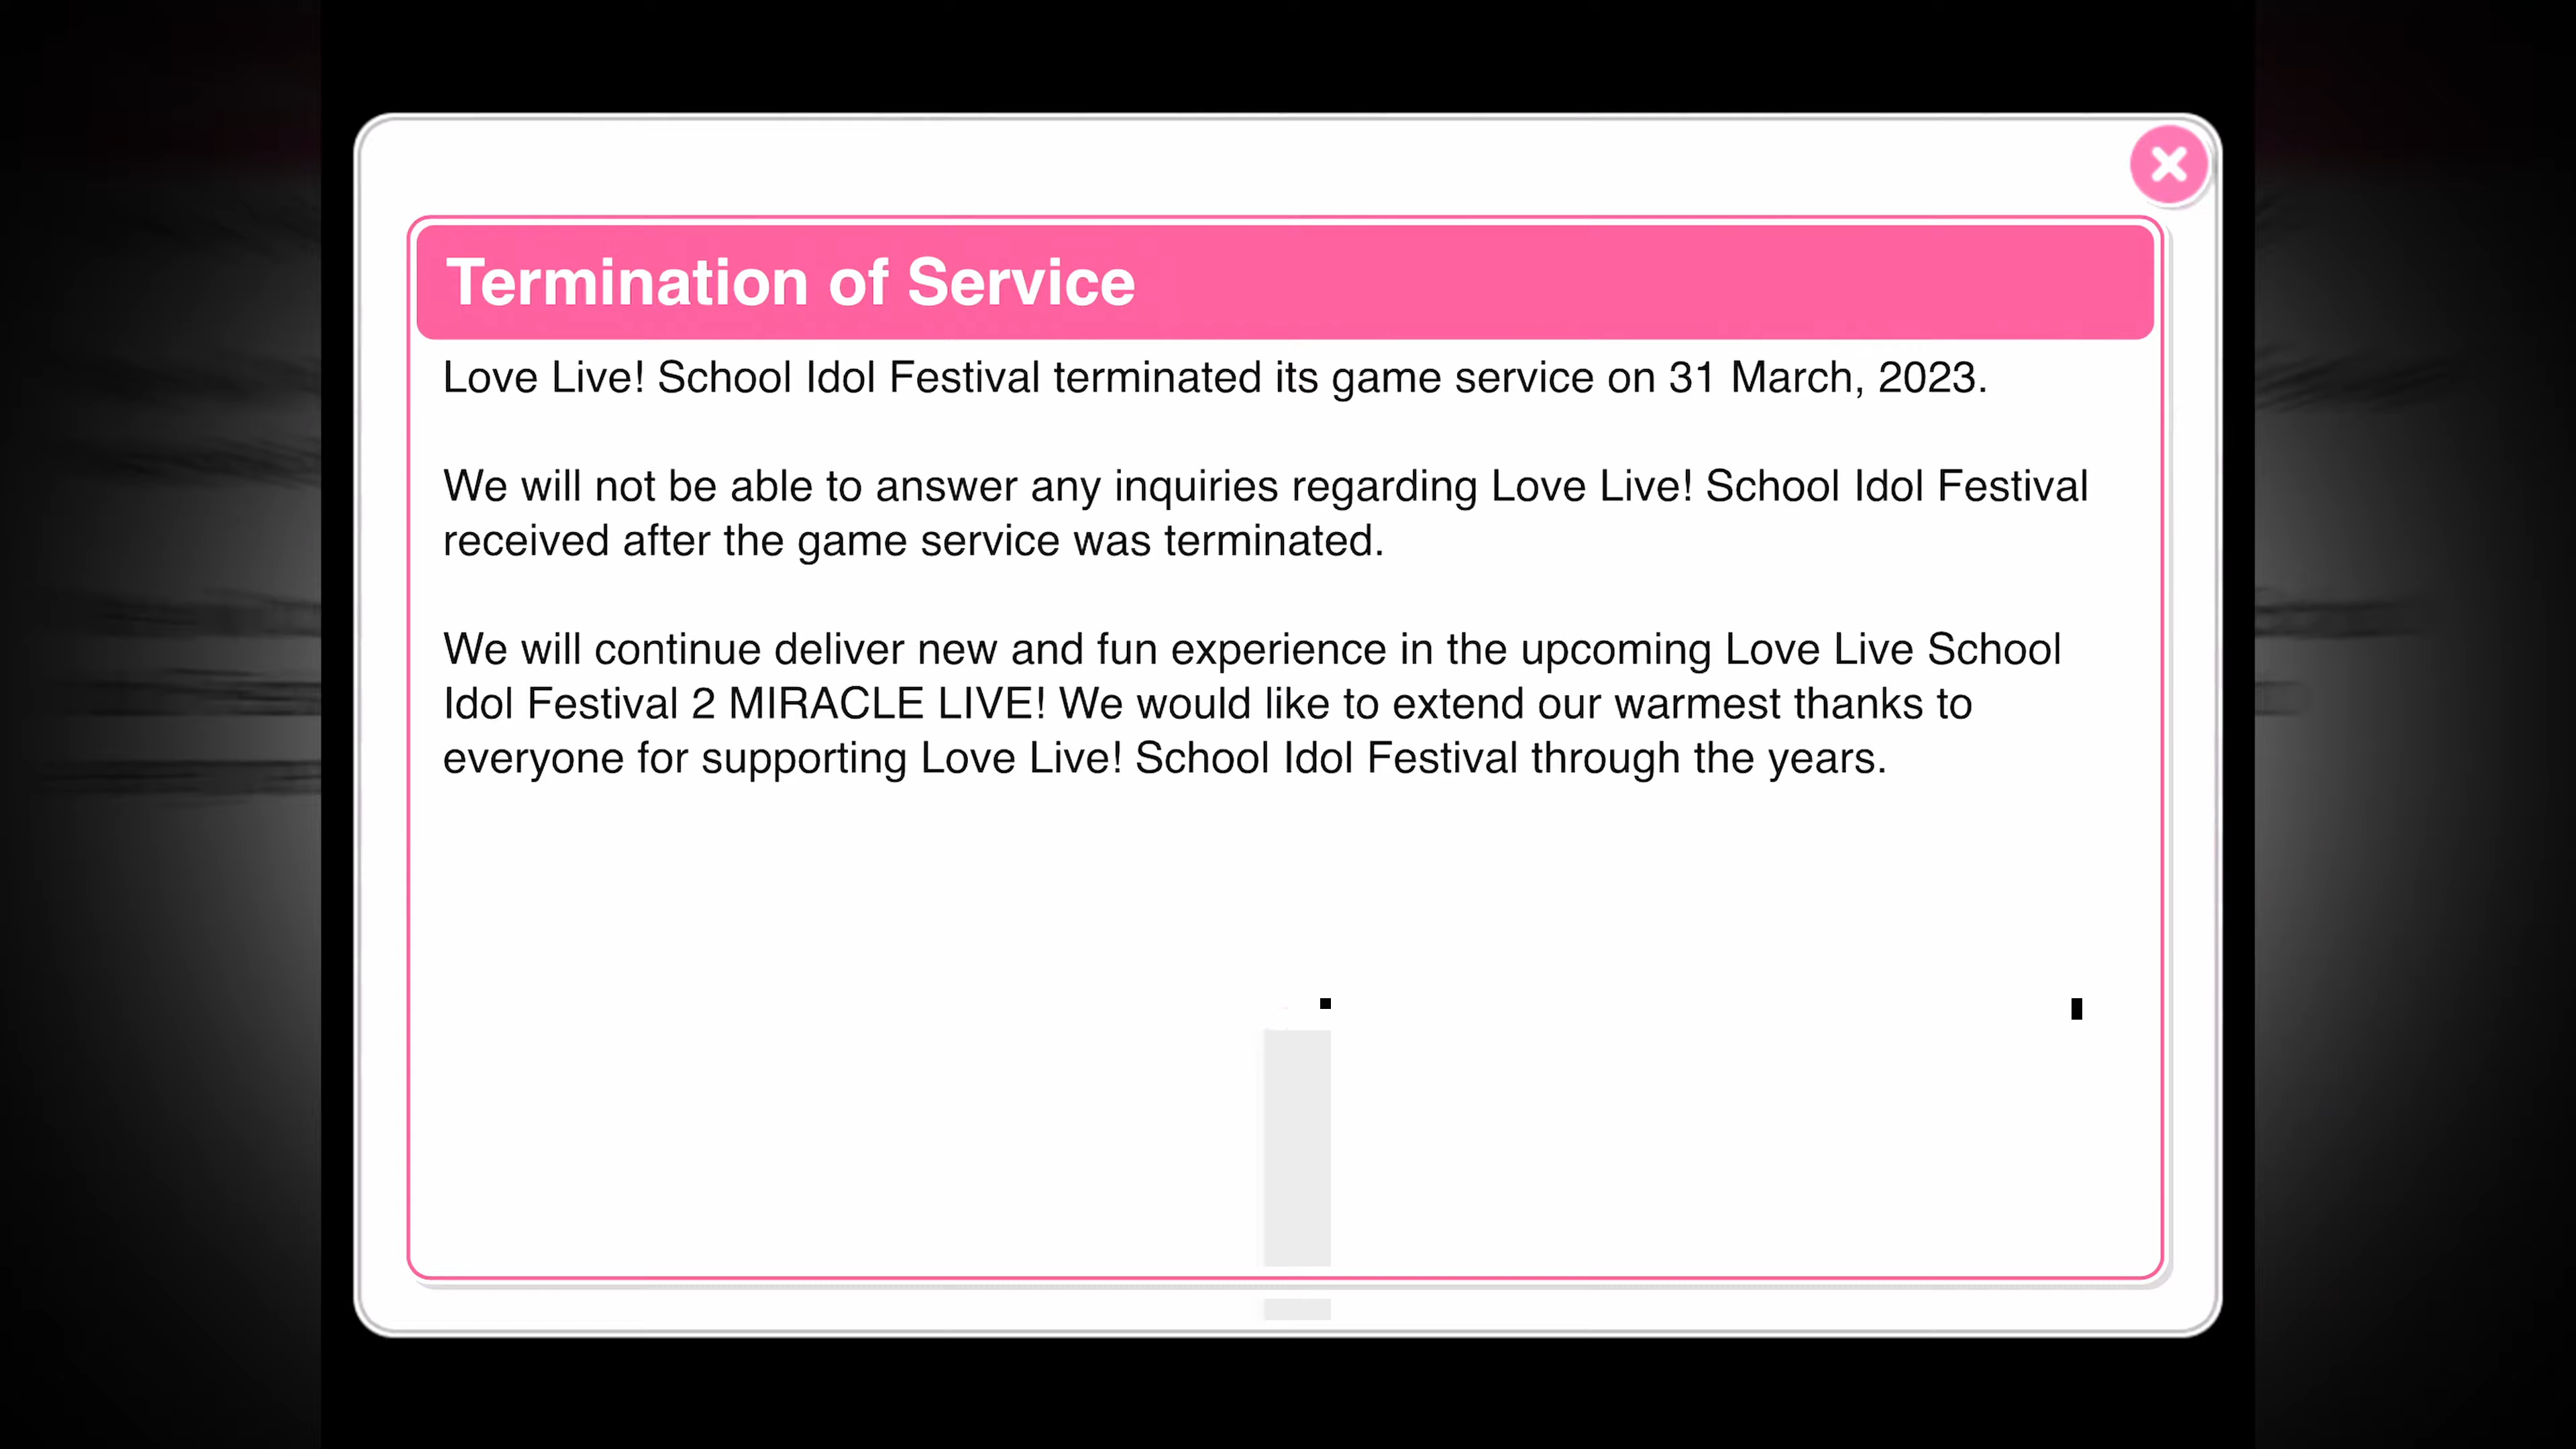 Termination of Service
Love Live! School Idol Festival terminated its game service on 31 March, 2023.
We will not be able to answer any inquiries regarding Love Live! School Idol Festival
received after the game service was terminated.
We will continue deliver new and fun experience in the upcoming Love Live School
Idol Festival 2 MIRACLE LIVE! We would like to extend our warmest thanks to
everyone for supporting Love Live! School Idol Festival through the years.